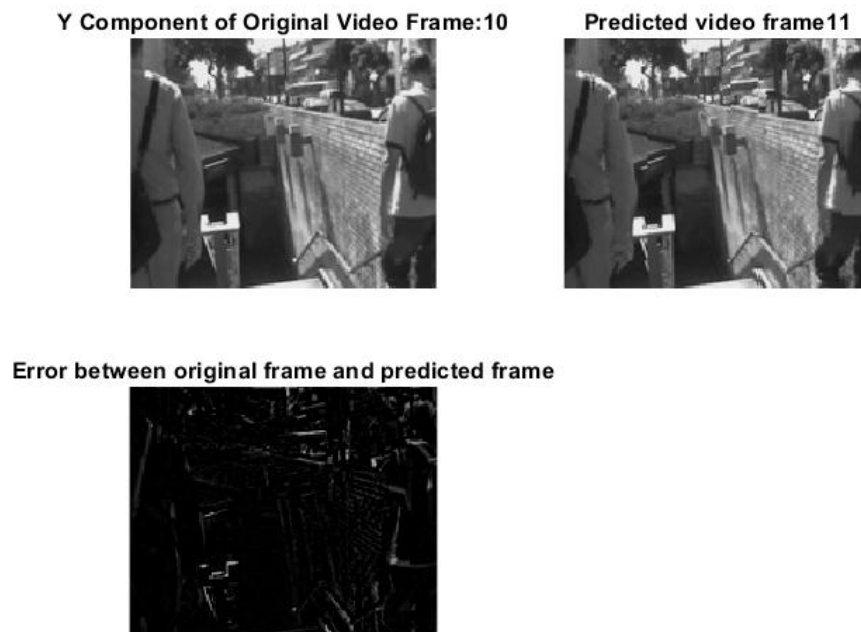 Y Component of Original Video Frame:10
Predicted video frame11
Error between original frame and predicted frame